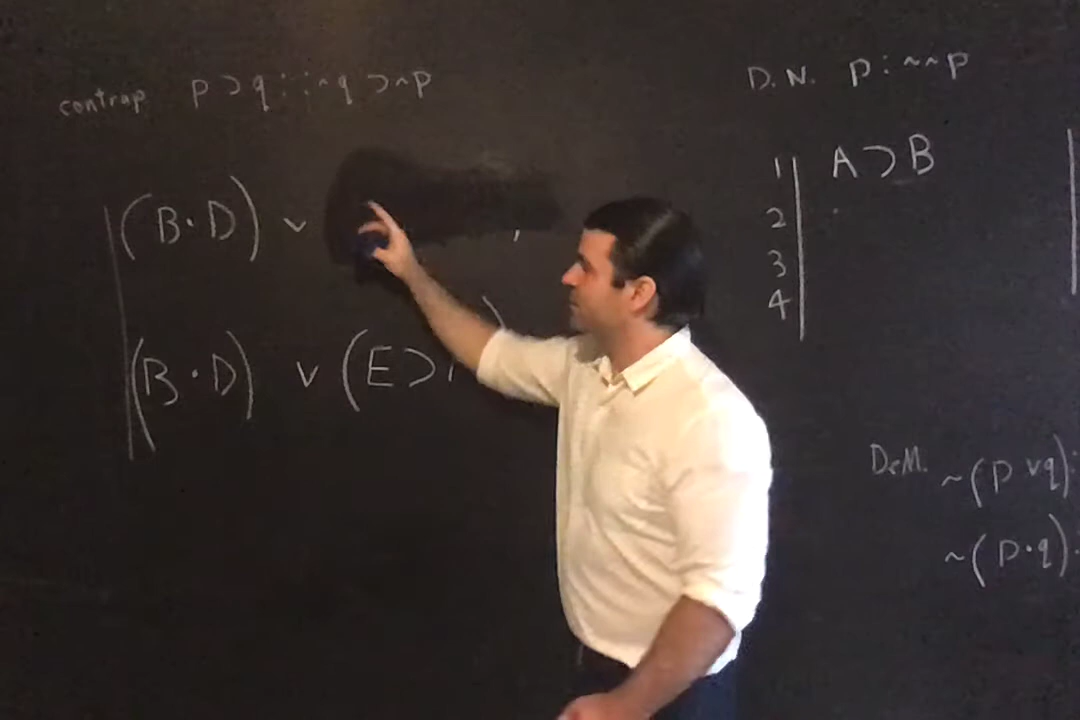 contrap p ⊃ q :: ~q ⊃ ~p
(B · D) v
(B · D) v (E ⊃
D.N. p : ~~p
1 A ⊃ B
2
3
4
DeM. ~(p v q) :
~(p · q) :